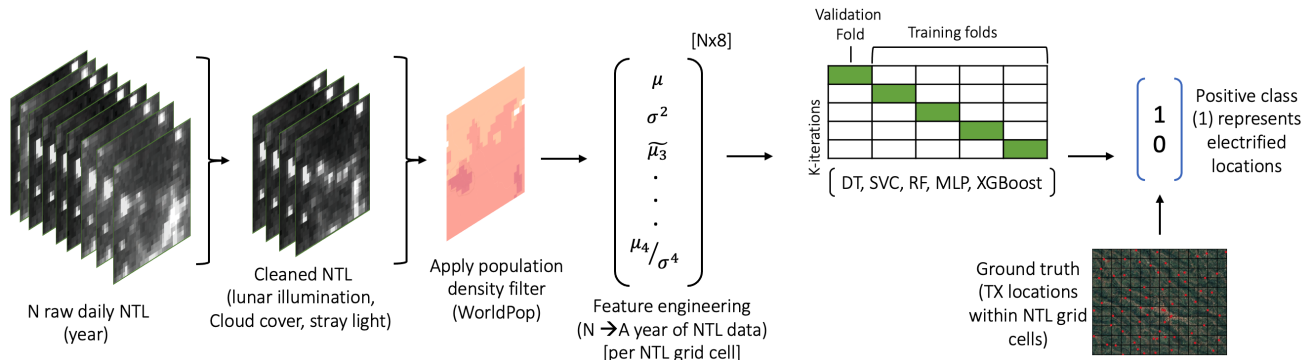 N raw daily NTL
(year)
Cleaned NTL
(lunar illumination,
Cloud cover, stray light)
Apply population
density filter
(WorldPop)
[Nx8]
μ
σ²
μ̃₃
.
.
.
μ₄/σ⁴
Feature engineering
(N →A year of NTL data)
[per NTL grid cell]
Validation
Fold
Training folds
K-iterations
DT, SVC, RF, MLP, XGBoost
1
0
Positive class
(1) represents
electrified
locations
Ground truth
(TX locations
within NTL grid
cells)